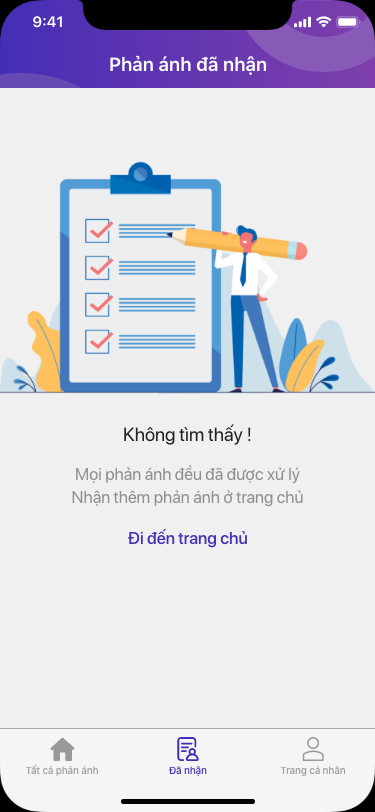 9:41
Phản ánh đã nhận
Không tìm thấy !
Mọi phản ánh đều đã được xử lý
Nhận thêm phản ánh ở trang chủ
Đi đến trang chủ
Tất cả phản ánh
Đã nhận
Trang cá nhân